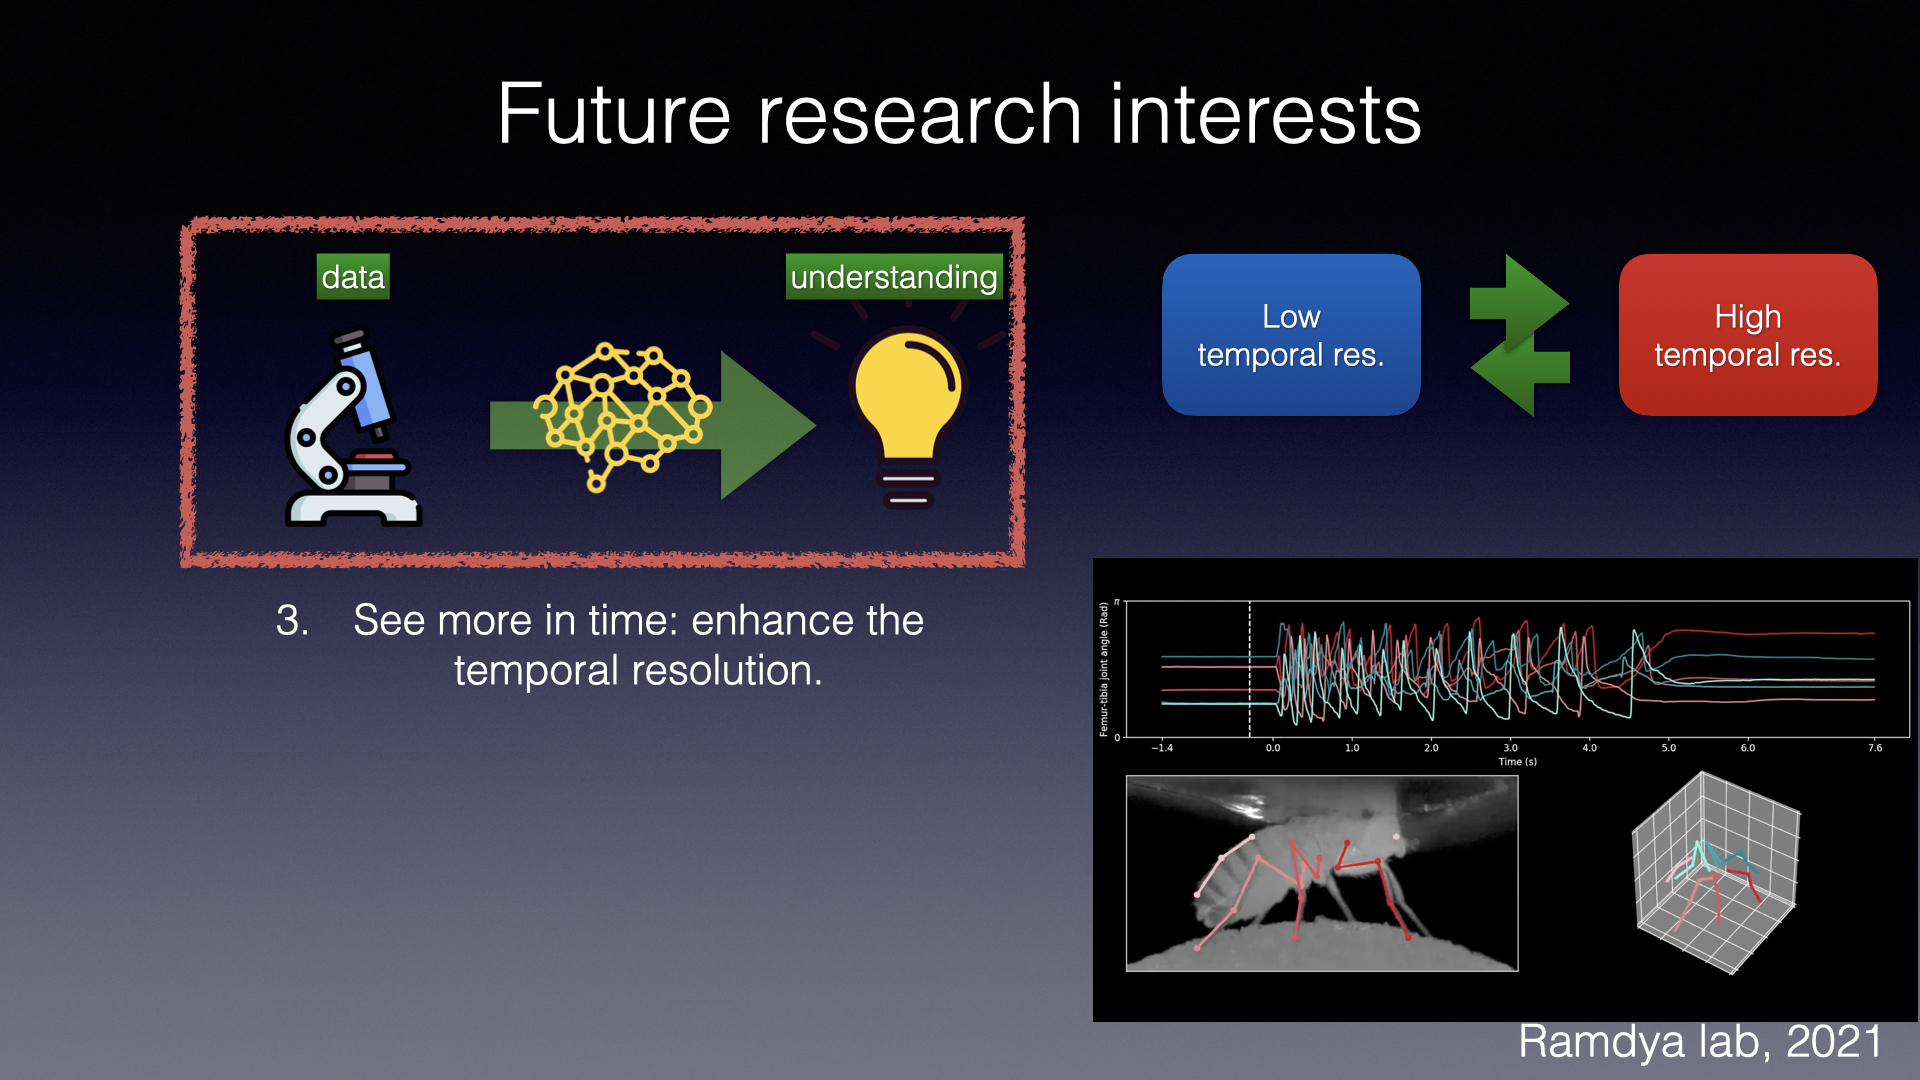 Future research interests
data
understanding
Low
temporal res.
High
temporal res.
3. See more in time: enhance the
temporal resolution.
Femur-tibia joint angle (Rad)
π
0
−1.4 0.0 1.0 2.0 3.0 4.0 5.0 6.0 7.6
Time (s)
Ramdya lab, 2021